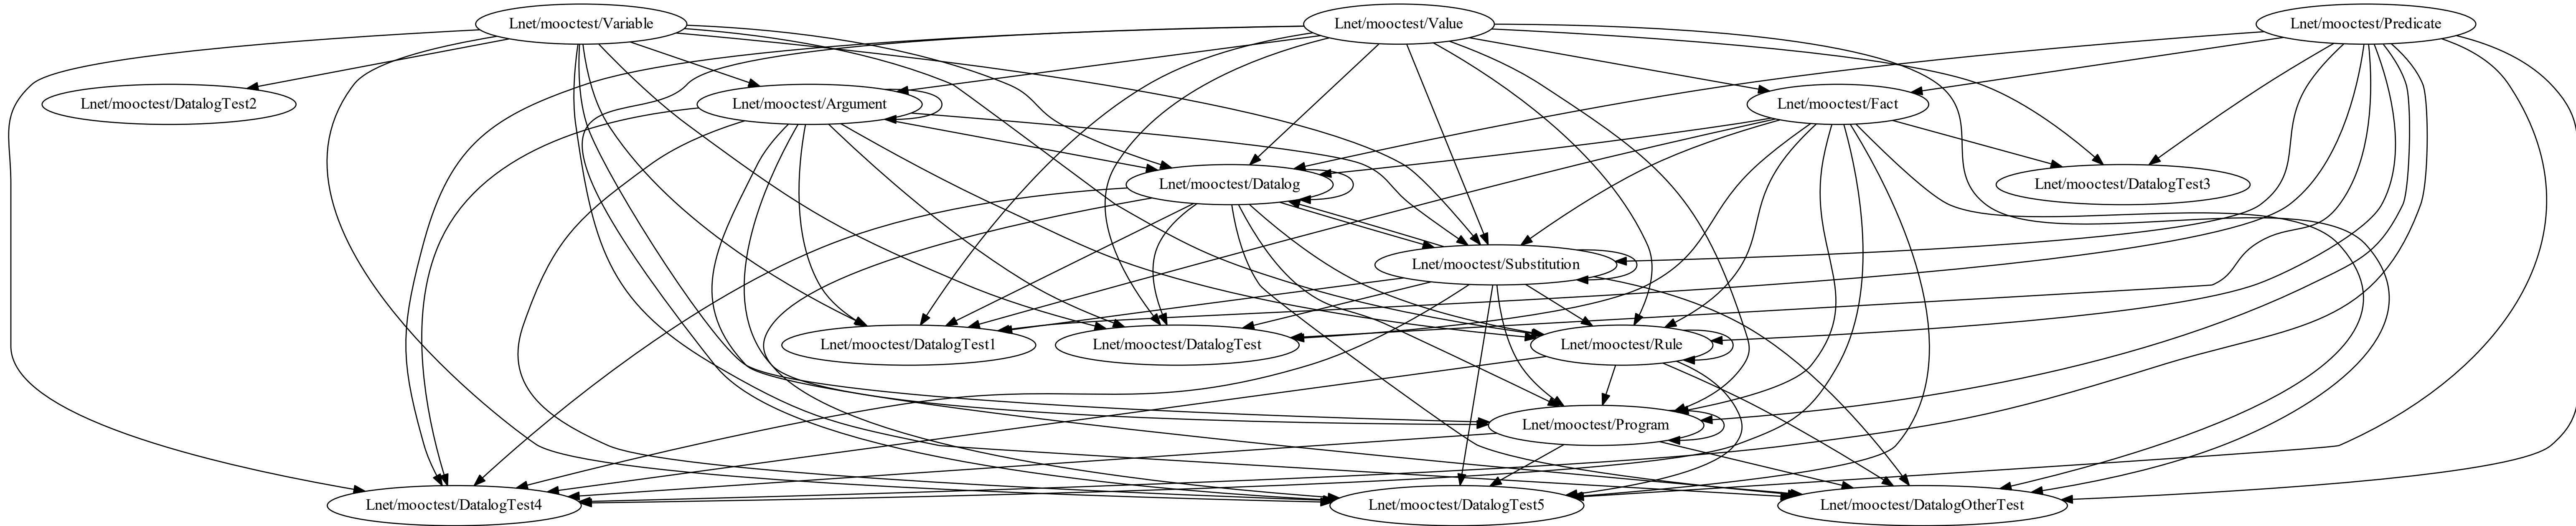 Lnet/mooctest/Variable
Lnet/mooctest/Value
Lnet/mooctest/Predicate
Lnet/mooctest/DatalogTest2
Lnet/mooctest/Argument
Lnet/mooctest/Fact
Lnet/mooctest/Datalog
Lnet/mooctest/DatalogTest3
Lnet/mooctest/Substitution
Lnet/mooctest/DatalogTest1
Lnet/mooctest/DatalogTest
Lnet/mooctest/Rule
Lnet/mooctest/Program
Lnet/mooctest/DatalogTest4
Lnet/mooctest/DatalogTest5
Lnet/mooctest/DatalogOtherTest